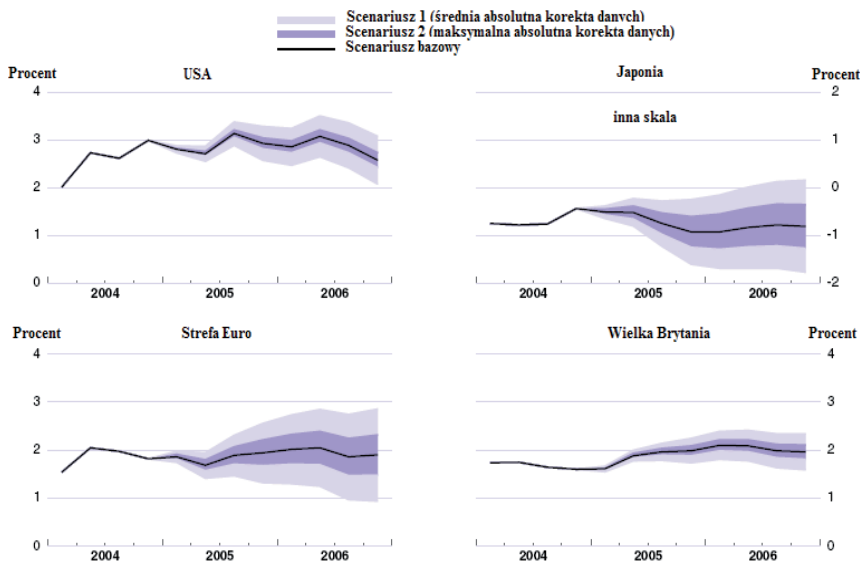 Scenariusz 1 (średnia absolutna korekta danych)
Scenariusz 2 (maksymalna absolutna korekta danych)
Scenariusz bazowy
Procent USA
4
3
2
1
0
2004 2005 2006
Japonia Procent
inna skala
2
1
0
-1
-2
2004 2005 2006
Procent Strefa Euro
4
3
2
1
0
2004 2005 2006
Wielka Brytania Procent
4
3
2
1
0
2004 2005 2006